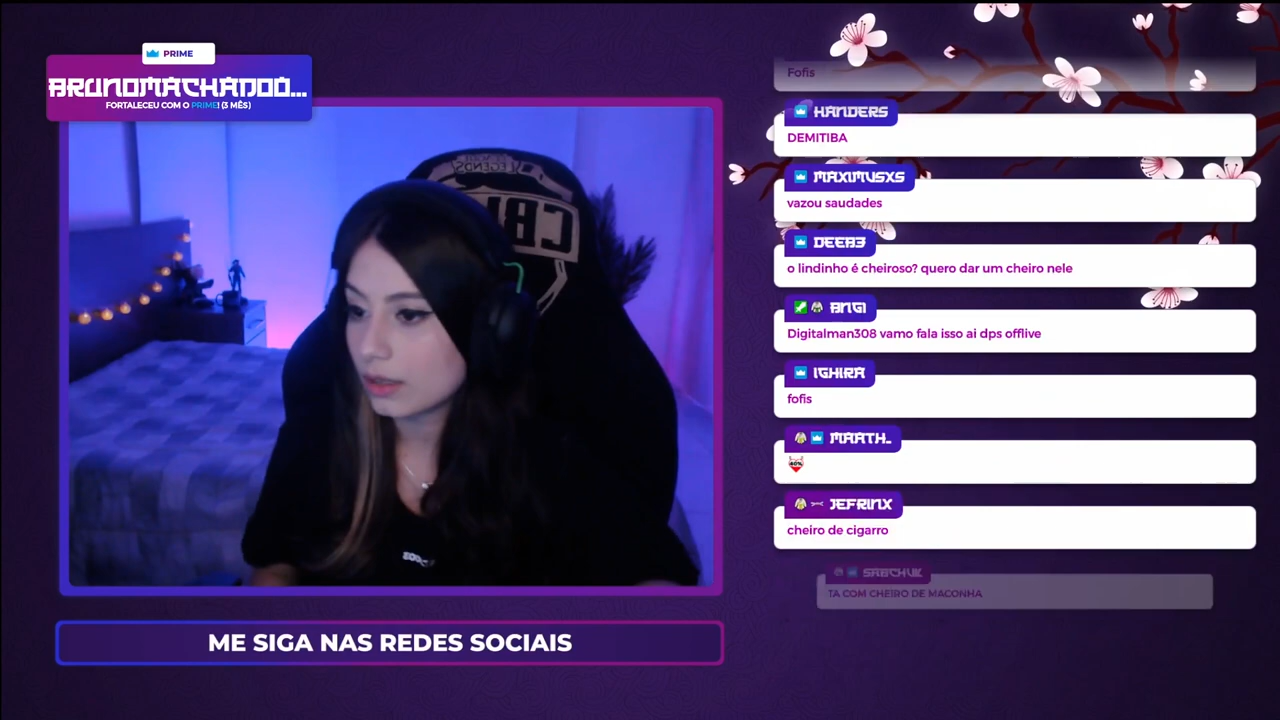 PRIME
BRUNOMACHADOO...
FORTALECEU COM O PRIME! (3 MÊS)
ME SIGA NAS REDES SOCIAIS
Fofis
HANDERS
DEMITIBA
MAXIMUSXS
vazou saudades
DEEB3
o lindinho é cheiroso? quero dar um cheiro nele
ANGI
Digitalman308 vamo fala isso ai dps offlive
IGHIRA
fofis
MAATH_
JEFRINX
cheiro de cigarro
TA COM CHEIRO DE MACONHA